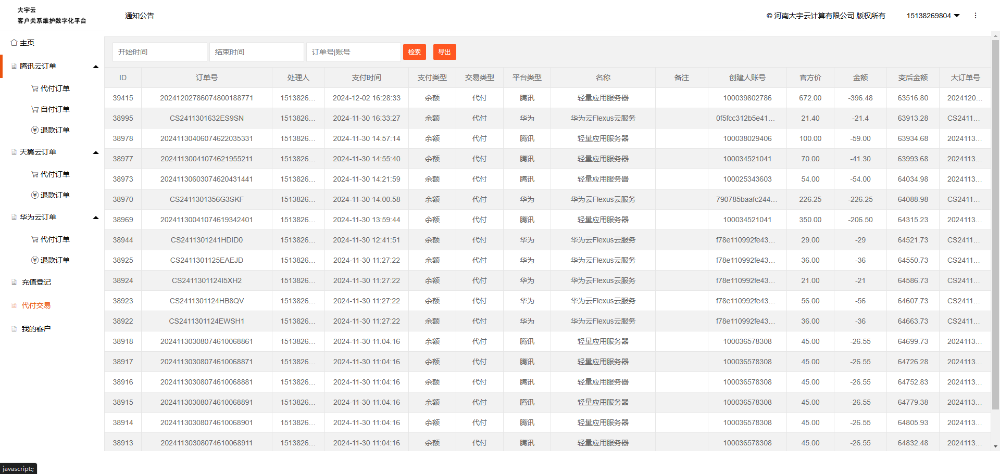 大宇云
客户关系维护数字化平台
通知公告
© 河南大宇云计算有限公司 版权所有
15138269804
主页
腾讯云订单
代付订单
自付订单
退款订单
天翼云订单
代付订单
退款订单
华为云订单
代付订单
退款订单
充值登记
代付交易
我的客户
开始时间 结束时间 订单号|账号 检索 导出
ID 订单号 处理人 支付时间 支付类型 交易类型 平台类型 名称 备注 创建人账号 官方价 金额 变后金额 大订单号
39415 20241202786074800188771 1513826... 2024-12-02 16:28:33 余额 代付 腾讯 轻量应用服务器 100039802786 672.00 -396.48 63516.80 2024120...
38995 CS2411301632ES9SN 1513826... 2024-11-30 16:33:27 余额 代付 华为 华为云Flexus云服务 0f5fcc312b5e41... 21.40 -21.4 63913.28 CS2411...
38978 20241130406074622035331 1513826... 2024-11-30 14:57:14 余额 代付 腾讯 轻量应用服务器 100038029406 100.00 -59.00 63934.68 2024113...
38977 20241130041074621955211 1513826... 2024-11-30 14:55:40 余额 代付 腾讯 轻量应用服务器 100034521041 70.00 -41.30 63993.68 2024113...
38973 20241130603074620431441 1513826... 2024-11-30 14:21:59 余额 代付 腾讯 轻量应用服务器 100025343603 54.00 -54.00 64034.98 2024113...
38970 CS2411301356G3SKF 1513826... 2024-11-30 14:00:58 余额 代付 华为 华为云Flexus云服务 790785baafc244... 226.25 -226.25 64088.98 CS2411...
38969 20241130041074619342401 1513826... 2024-11-30 13:59:44 余额 代付 腾讯 轻量应用服务器 100034521041 350.00 -206.50 64315.23 2024113...
38944 CS2411301241HDID0 1513826... 2024-11-30 12:41:51 余额 代付 华为 华为云Flexus云服务 f78e110992fe43... 29.00 -29 64521.73 CS2411...
38925 CS2411301125EAEJD 1513826... 2024-11-30 11:27:22 余额 代付 华为 华为云Flexus云服务 f78e110992fe43... 36.00 -36 64550.73 CS2411...
38924 CS2411301124I5XH2 1513826... 2024-11-30 11:27:22 余额 代付 华为 华为云Flexus云服务 f78e110992fe43... 21.00 -21 64586.73 CS2411...
38923 CS2411301124HB8QV 1513826... 2024-11-30 11:27:22 余额 代付 华为 华为云Flexus云服务 f78e110992fe43... 56.00 -56 64607.73 CS2411...
38922 CS2411301124EWSH1 1513826... 2024-11-30 11:27:22 余额 代付 华为 华为云Flexus云服务 f78e110992fe43... 36.00 -36 64663.73 CS2411...
38918 20241130308074610068861 1513826... 2024-11-30 11:04:16 余额 代付 腾讯 轻量应用服务器 100036578308 45.00 -26.55 64699.73 2024113...
38917 20241130308074610068871 1513826... 2024-11-30 11:04:16 余额 代付 腾讯 轻量应用服务器 100036578308 45.00 -26.55 64726.28 2024113...
38916 20241130308074610068881 1513826... 2024-11-30 11:04:16 余额 代付 腾讯 轻量应用服务器 100036578308 45.00 -26.55 64752.83 2024113...
38915 20241130308074610068891 1513826... 2024-11-30 11:04:16 余额 代付 腾讯 轻量应用服务器 100036578308 45.00 -26.55 64779.38 2024113...
38914 20241130308074610068901 1513826... 2024-11-30 11:04:16 余额 代付 腾讯 轻量应用服务器 100036578308 45.00 -26.55 64805.93 2024113...
38913 20241130308074610068911 1513826... 2024-11-30 11:04:16 余额 代付 腾讯 轻量应用服务器 100036578308 45.00 -26.55 64832.48 2024113...
javascript:;